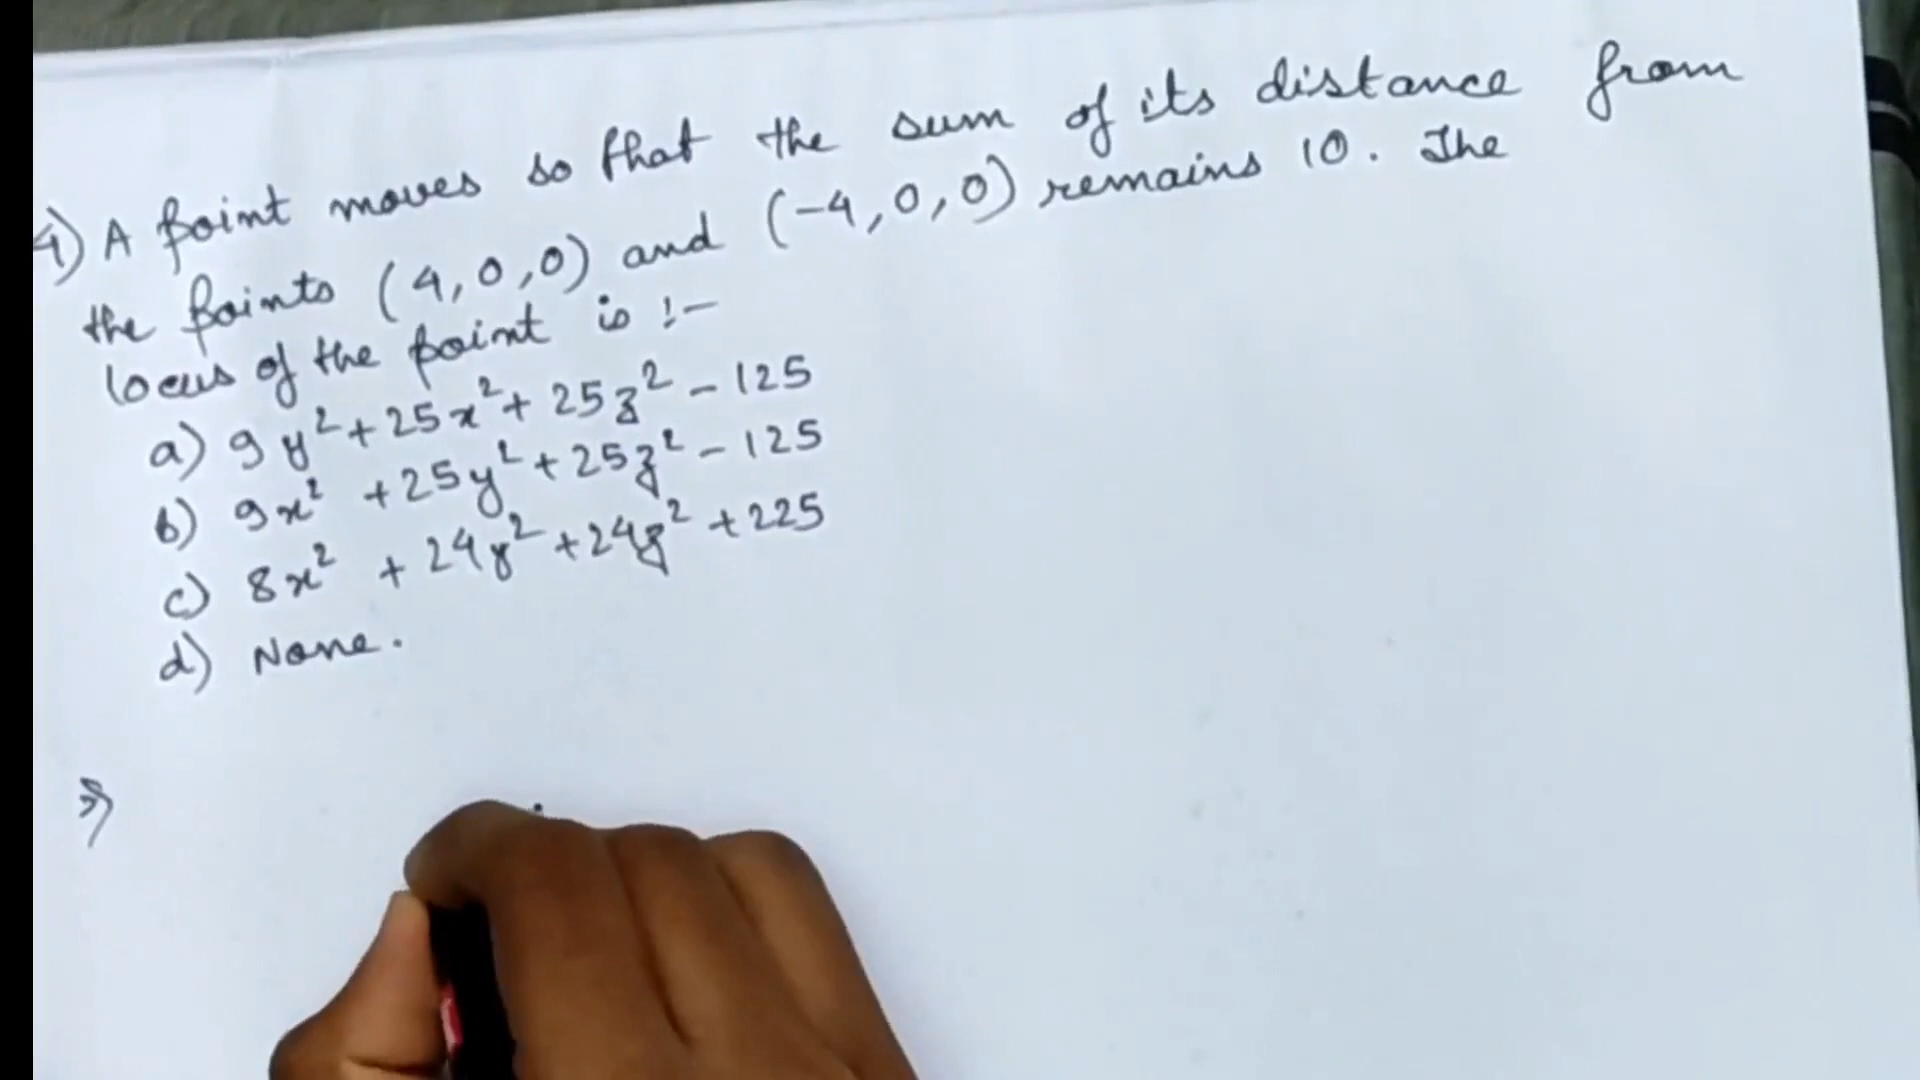 4) A point moves so that the sum of its distance from
the points (4,0,0) and (-4,0,0) remains 10. The
locus of the point is :-
a) 9y²+25x²+25z²-125
b) 9x²+25y²+25z²-125
c) 8x²+24y²+24z²+225
d) None.
⇒)